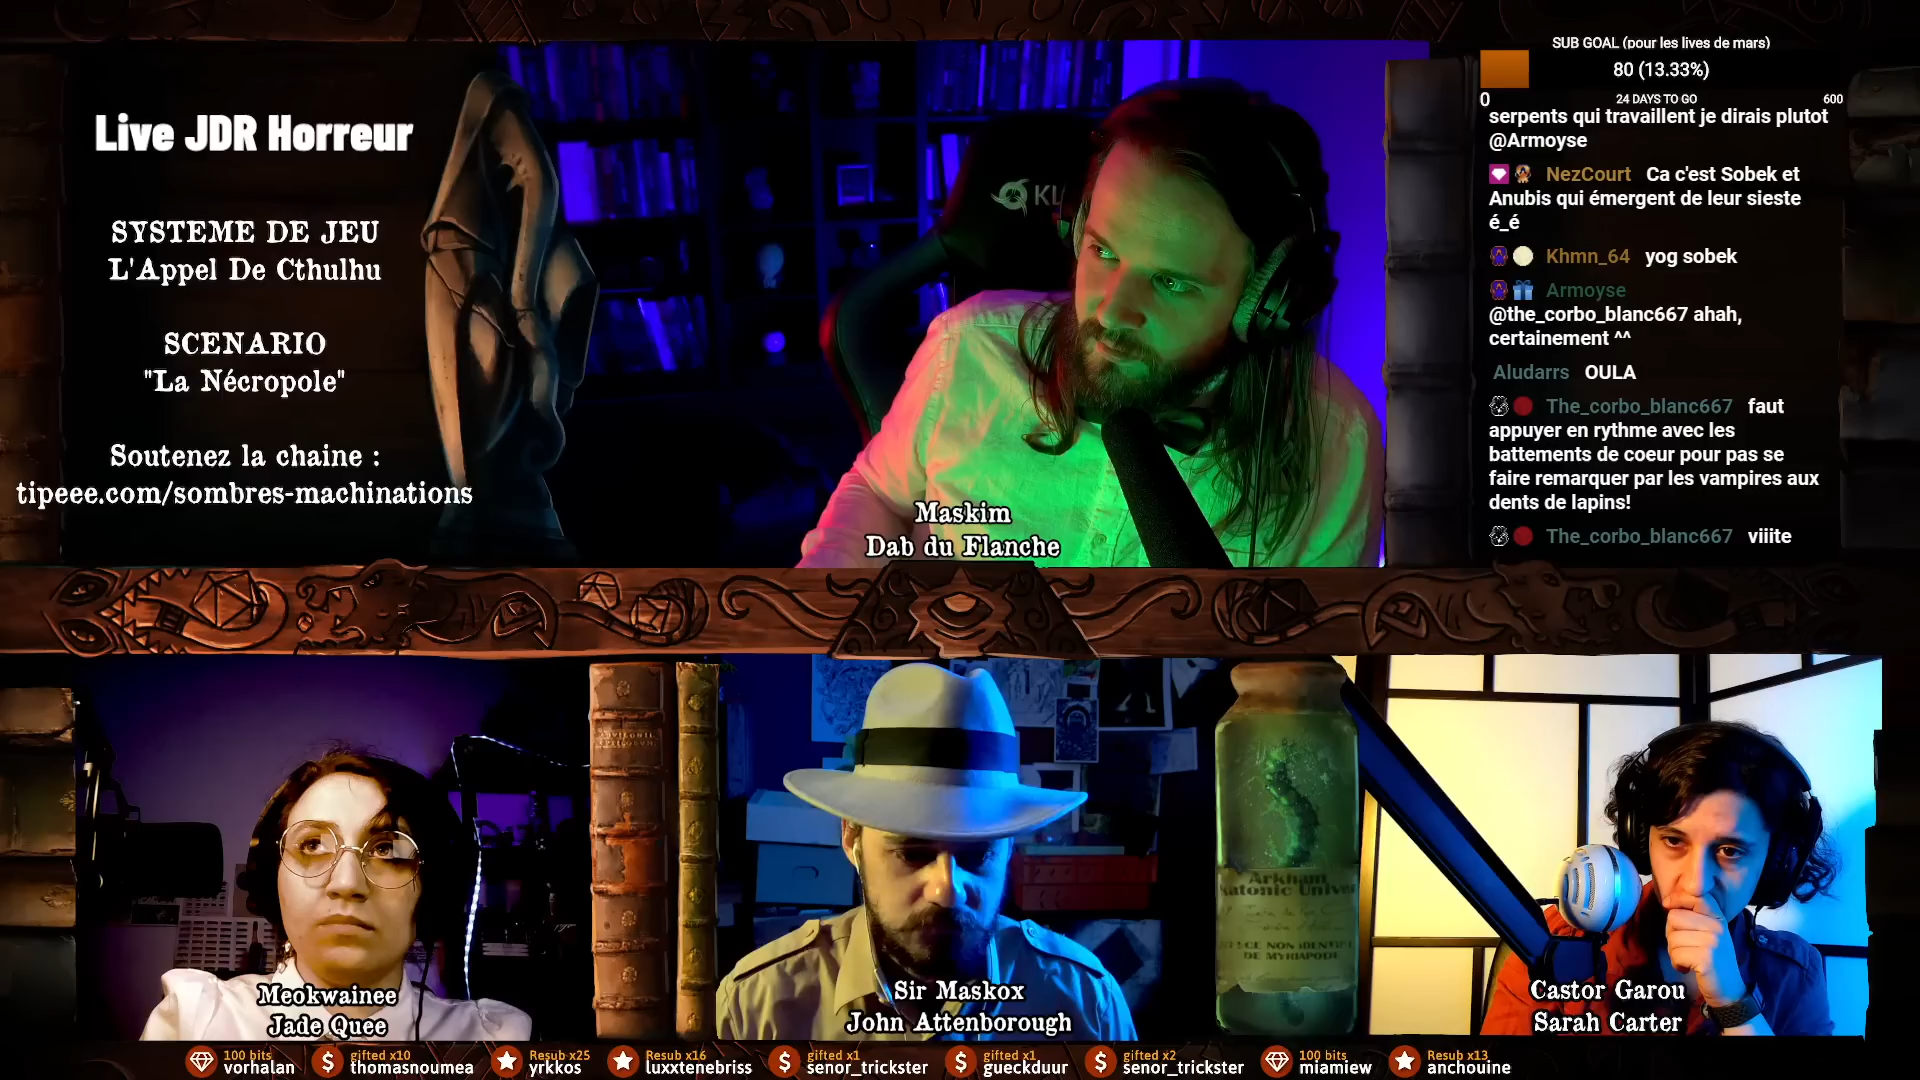 Live JDR Horreur
SYSTEME DE JEU
L'Appel De Cthulhu
SCENARIO
"La Nécropole"
Soutenez la chaine :
tipeee.com/sombres-machinations
KL
Maskim
Dab du Flanche
SUB GOAL (pour les lives de mars)
80 (13.33%)
0
24 DAYS TO GO
600
serpents qui travaillent je dirais plutot
@Armoyse
NezCourt Ca c'est Sobek et
Anubis qui émergent de leur sieste
é_é
Khmn_64 yog sobek
Armoyse
@the_corbo_blanc667 ahah,
certainement ^^
Aludarrs OULA
The_corbo_blanc667 faut
appuyer en rythme avec les
battements de coeur pour pas se
faire remarquer par les vampires aux
dents de lapins!
The_corbo_blanc667 viiite
Meokwainee
Jade Quee
Sir Maskox
John Attenborough
Arkham
DE MYRIAPODE
Castor Garou
Sarah Carter
100 bits
vorhalan
gifted x10
thomasnoumea
Resub x25
yrkkos
Resub x16
luxxtenebriss
gifted x1
senor_trickster
gifted x1
gueckduur
gifted x2
senor_trickster
100 bits
miamiew
Resub x13
anchouine